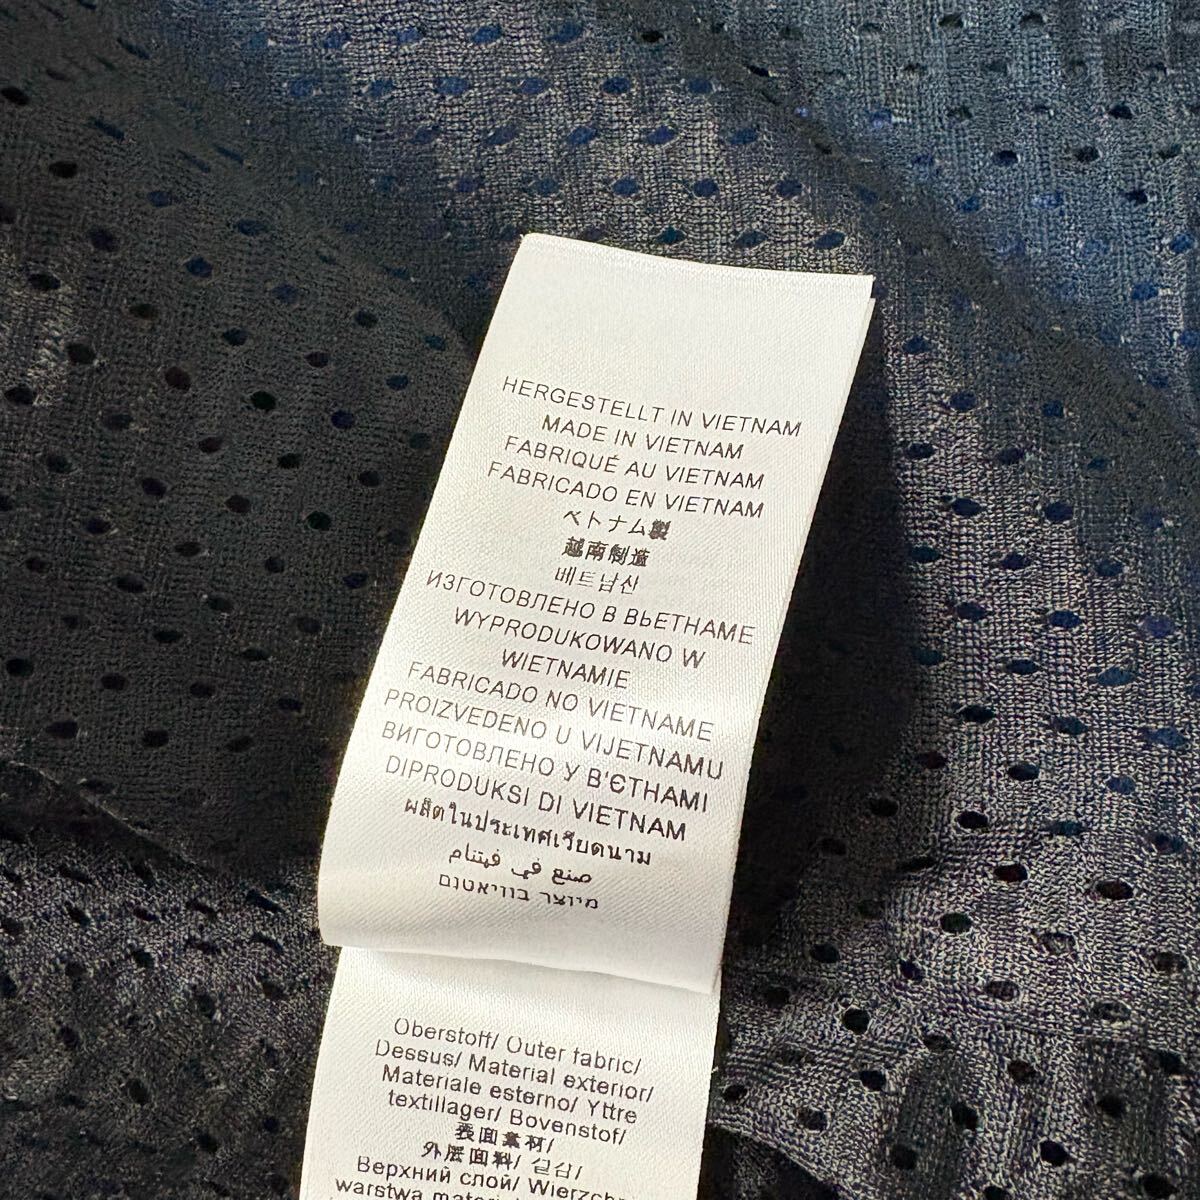 HERGESTELLT IN VIETNAM
MADE IN VIETNAM
FABRIQUÉ AU VIETNAM
FABRICADO EN VIETNAM
ベトナム製
越南制造
베트남산
ИЗГОТОВЛЕНО В ВЬЕТНАМЕ
WYPRODUKOWANO W
WIETNAMIE
FABRICADO NO VIETNAME
PROIZVEDENO U VIJETNAMU
ВИГОТОВЛЕНО У В'ЄТНАМІ
DIPRODUKSI DI VIETNAM
ผลิตในประเทศเวียดนาม
صنع في فيتنام
מיוצר בוויאטנם
Oberstoff/ Outer fabric/
Dessus/ Material exterior/
Materiale esterno/ Yttre
textillager/ Bovenstof/
表面素材/
外层面料/ 겉감/
Верхний слой/ Wierzchnia
warstwa